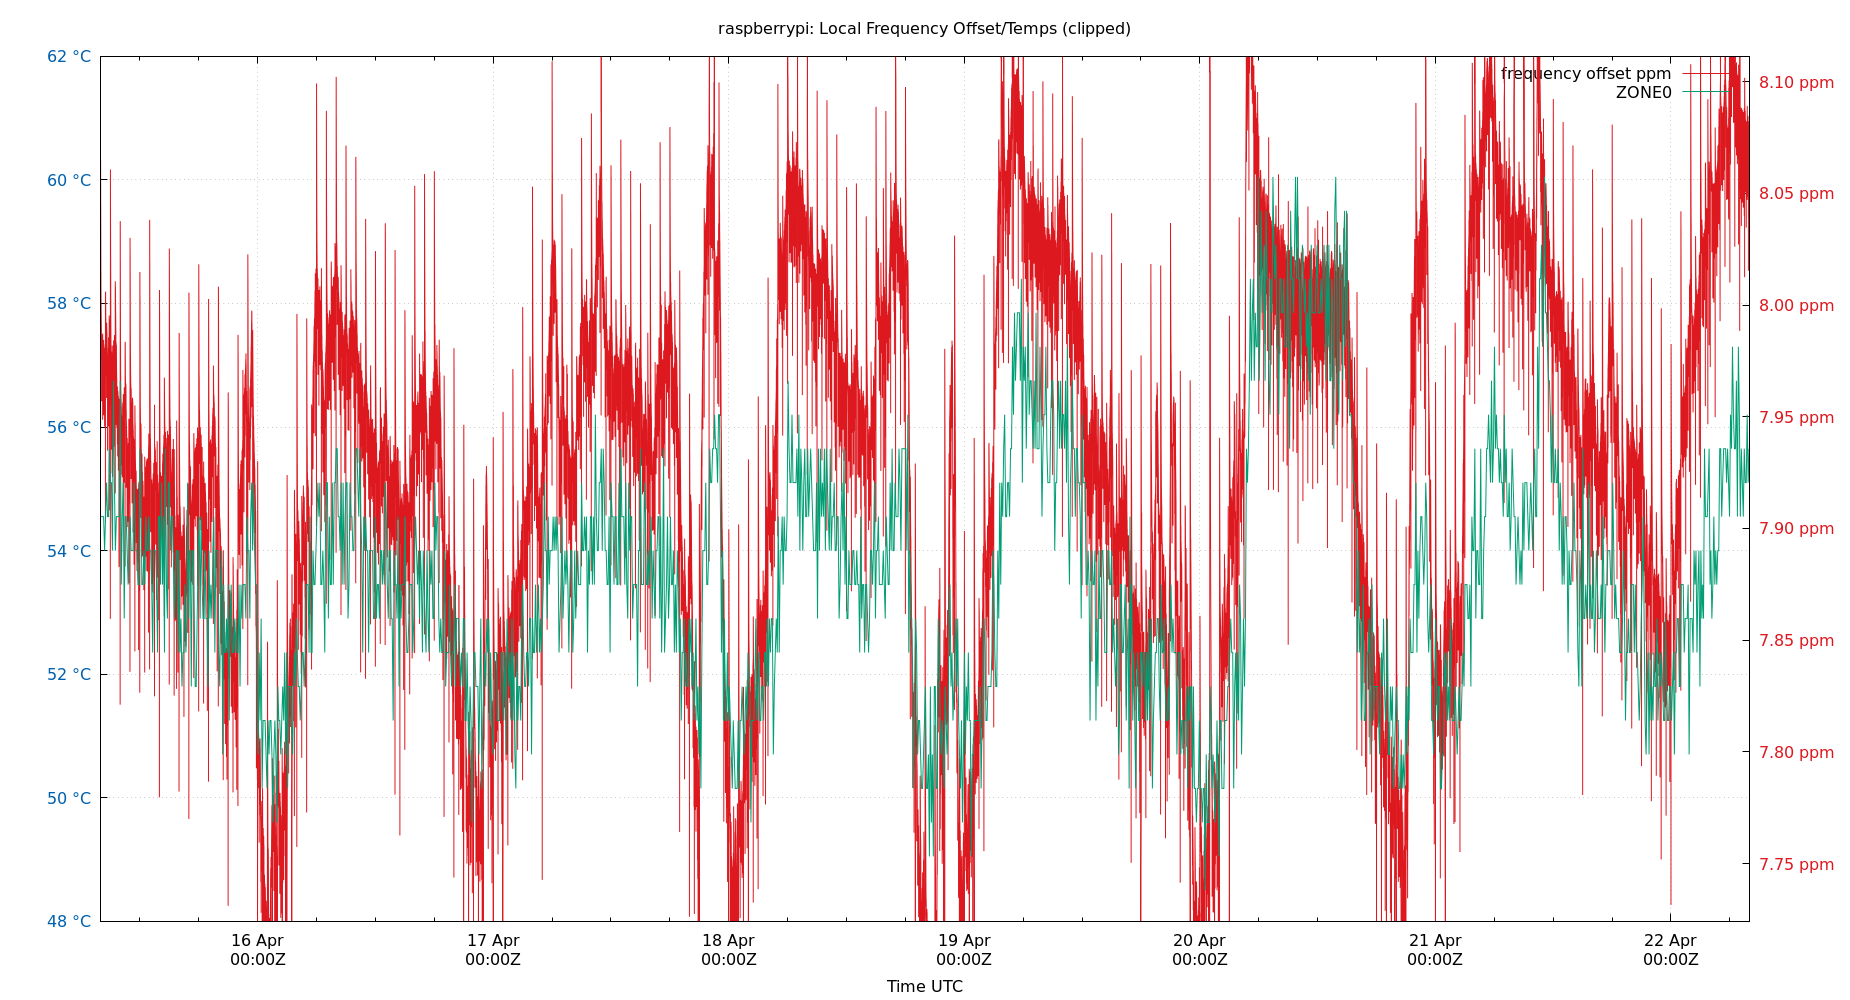 raspberrypi: Local Frequency Offset/Temps (clipped)
62 °C
60 °C
58 °C
56 °C
54 °C
52 °C
50 °C
48 °C
frequency offset ppm
ZONE0
8.10 ppm
8.05 ppm
8.00 ppm
7.95 ppm
7.90 ppm
7.85 ppm
7.80 ppm
7.75 ppm
16 Apr 17 Apr 18 Apr 19 Apr 20 Apr 21 Apr 22 Apr
00:00Z 00:00Z 00:00Z 00:00Z 00:00Z 00:00Z 00:00Z
Time UTC